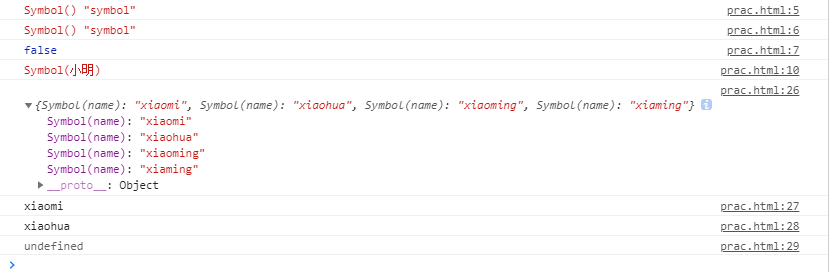 Symbol() "symbol" prac.html:5
Symbol() "symbol" prac.html:6
false prac.html:7
Symbol(小明) prac.html:10
prac.html:26
{Symbol(name): "xiaomi", Symbol(name): "xiaohua", Symbol(name): "xiaoming", Symbol(name): "xiaming"} i
Symbol(name): "xiaomi"
Symbol(name): "xiaohua"
Symbol(name): "xiaoming"
Symbol(name): "xiaming"
__proto__: Object
xiaomi prac.html:27
xiaohua prac.html:28
undefined prac.html:29